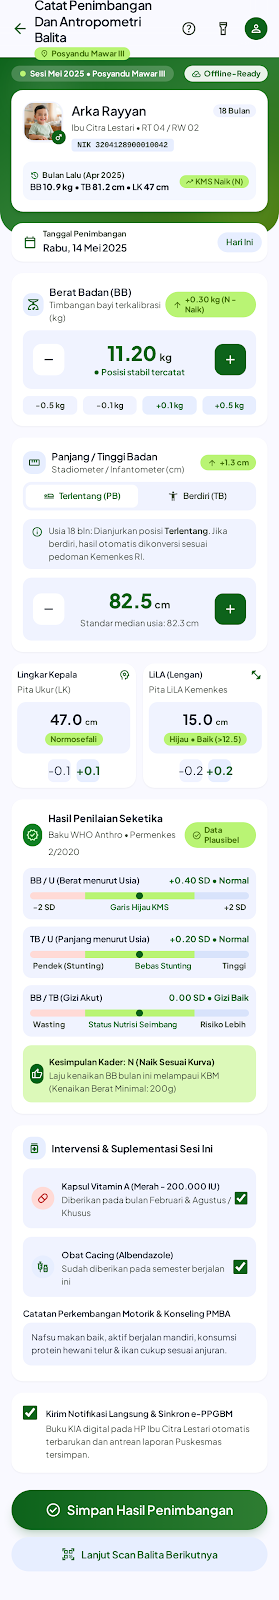 Catat Penimbangan
Dan Antropometri
Balita
Posyandu Mawar III
Sesi Mei 2025 • Posyandu Mawar III
Offline-Ready
Arka Rayyan
18 Bulan
Ibu Citra Lestari • RT 04 / RW 02
NIK 3204128900010042
Bulan Lalu (Apr 2025)
BB 10.9 kg • TB 81.2 cm • LK 47 cm
KMS Naik (N)
Tanggal Penimbangan
Rabu, 14 Mei 2025
Hari Ini
Berat Badan (BB)
Timbangan bayi terkalibrasi
(kg)
+0.30 kg (N -
Naik)
− 11.20 kg +
• Posisi stabil tercatat
-0.5 kg
-0.1 kg
+0.1 kg
+0.5 kg
Panjang / Tinggi Badan
Stadiometer / Infantometer (cm)
+1.3 cm
Terlentang (PB)
Berdiri (TB)
Usia 18 bln: Dianjurkan posisi Terlentang. Jika
berdiri, hasil otomatis dikonversi sesuai
pedoman Kemenkes RI.
− 82.5 cm +
Standar median usia: 82.3 cm
Lingkar Kepala
Pita Ukur (LK)
47.0 cm
Normosefali
-0.1 +0.1
LiLA (Lengan)
Pita LiLA Kemenkes
15.0 cm
Hijau • Baik (>12.5)
-0.2 +0.2
Hasil Penilaian Seketika
Baku WHO Anthro • Permenkes
2/2020
Data
Plausibel
BB / U (Berat menurut Usia)
+0.40 SD • Normal
-2 SD
Garis Hijau KMS
+2 SD
TB / U (Panjang menurut Usia)
+0.20 SD • Normal
Pendek (Stunting)
Bebas Stunting
Tinggi
BB / TB (Gizi Akut)
0.00 SD • Gizi Baik
Wasting
Status Nutrisi Seimbang
Risiko Lebih
Kesimpulan Kader: N (Naik Sesuai Kurva)
Laju kenaikan BB bulan ini melampaui KBM
(Kenaikan Berat Minimal: 200g)
Intervensi & Suplementasi Sesi Ini
Kapsul Vitamin A (Merah - 200.000 IU)
Diberikan pada bulan Februari & Agustus /
Khusus
Obat Cacing (Albendazole)
Sudah diberikan pada semester berjalan
ini
Catatan Perkembangan Motorik & Konseling PMBA
Nafsu makan baik, aktif berjalan mandiri, konsumsi
protein hewani telur & ikan cukup sesuai anjuran.
Kirim Notifikasi Langsung & Sinkron e-PPGBM
Buku KIA digital pada HP Ibu Citra Lestari otomatis
terbarukan dan antrean laporan Puskesmas
tersimpan.
Simpan Hasil Penimbangan
Lanjut Scan Balita Berikutnya